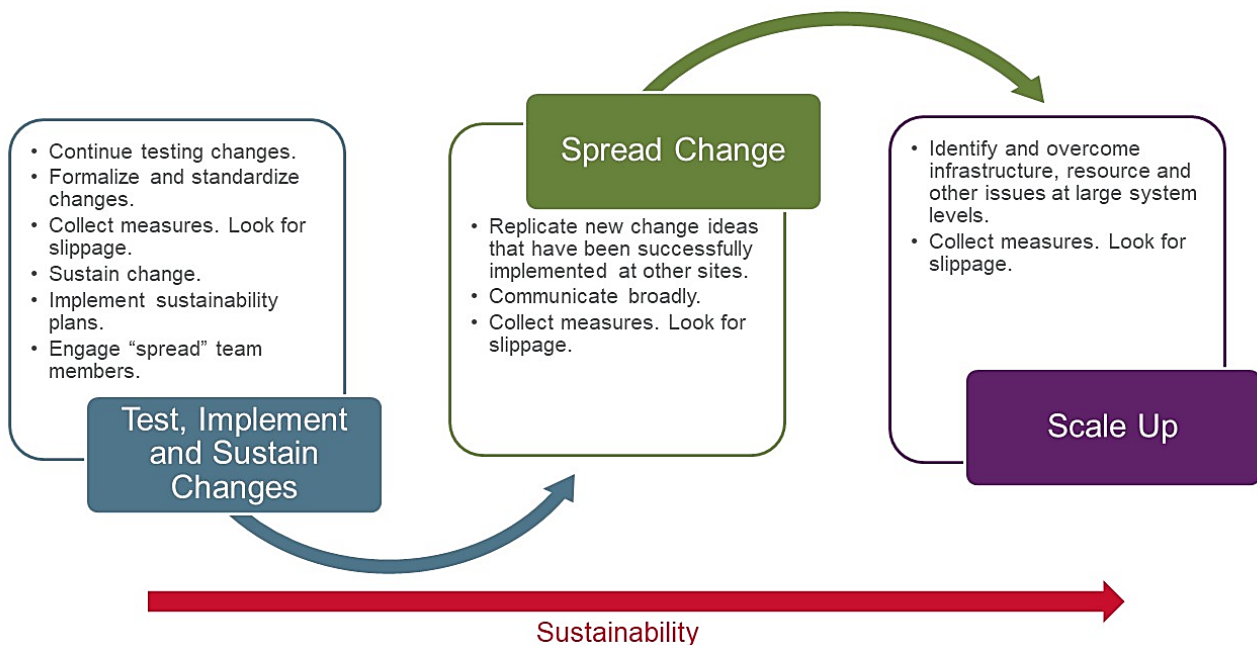 • Continue testing changes.
• Formalize and standardize
changes.
• Collect measures. Look for
slippage.
• Sustain change.
• Implement sustainability
plans.
• Engage “spread” team
members.
Test, Implement
and Sustain
Changes
Spread Change
• Replicate new change ideas
that have been successfully
implemented at other sites.
• Communicate broadly.
• Collect measures. Look for
slippage.
• Identify and overcome
infrastructure, resource and
other issues at large system
levels.
• Collect measures. Look for
slippage.
Scale Up
Sustainability